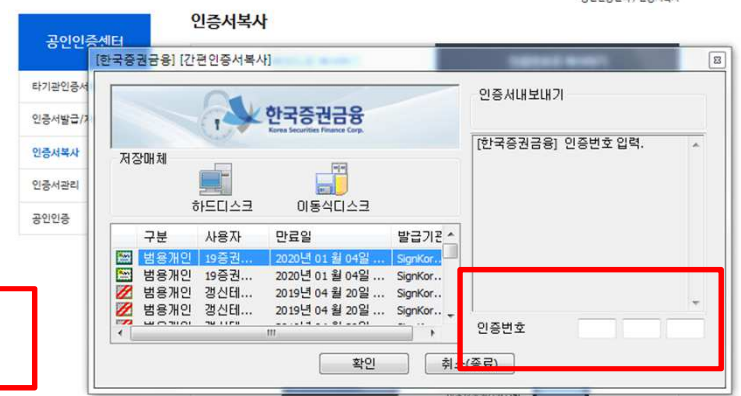 인증서복사
공인인증센터
타기관인증서
인증서발급/
인증서복사
인증서관리
공인인증
[한국증권금융] [간편인증서복사]
한국증권금융
Korea Securities Finance Corp.
저장매체
하드디스크 이동식디스크
구분 사용자 만료일 발급기관
범용개인 19증권... 2020년 01 월 04일 ... SignKor...
범용개인 19증권... 2020년 01 월 04일 ... SignKor...
범용개인 갱신테... 2019년 04 월 20일 ... SignKor...
범용개인 갱신테... 2019년 04 월 20일 ... SignKor...
인증서내보내기
[한국증권금융] 인증번호 입력.
인증번호
확인 취소(종료)